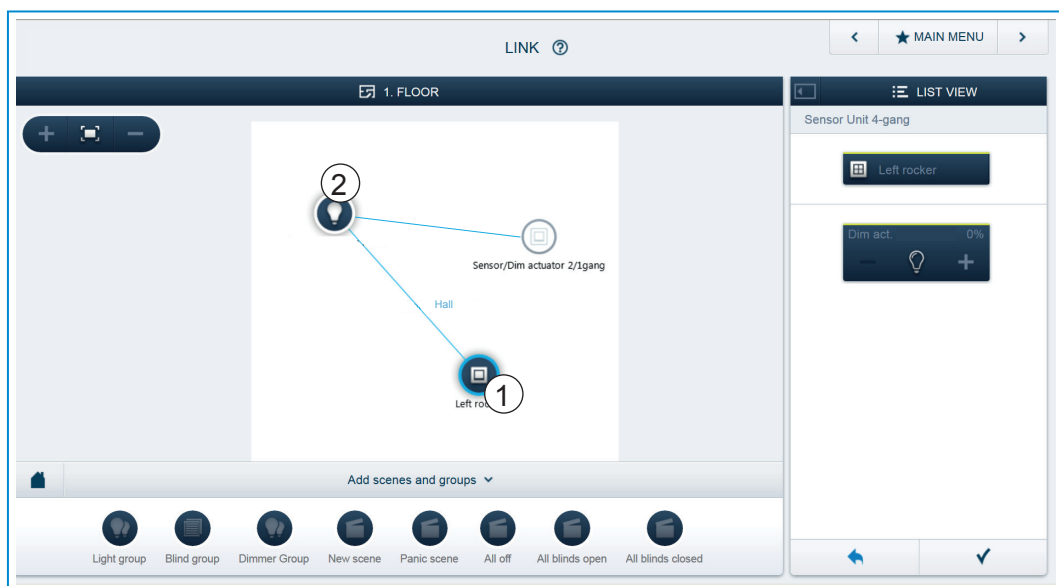 LINK ?
MAIN MENU
1. FLOOR
LIST VIEW
Sensor Unit 4-gang
Left rocker
Dim act. 0%
2
Sensor/Dim actuator 2/1gang
Hall
1
Left roc
Add scenes and groups
Light group
Blind group
Dimmer Group
New scene
Panic scene
All off
All blinds open
All blinds closed